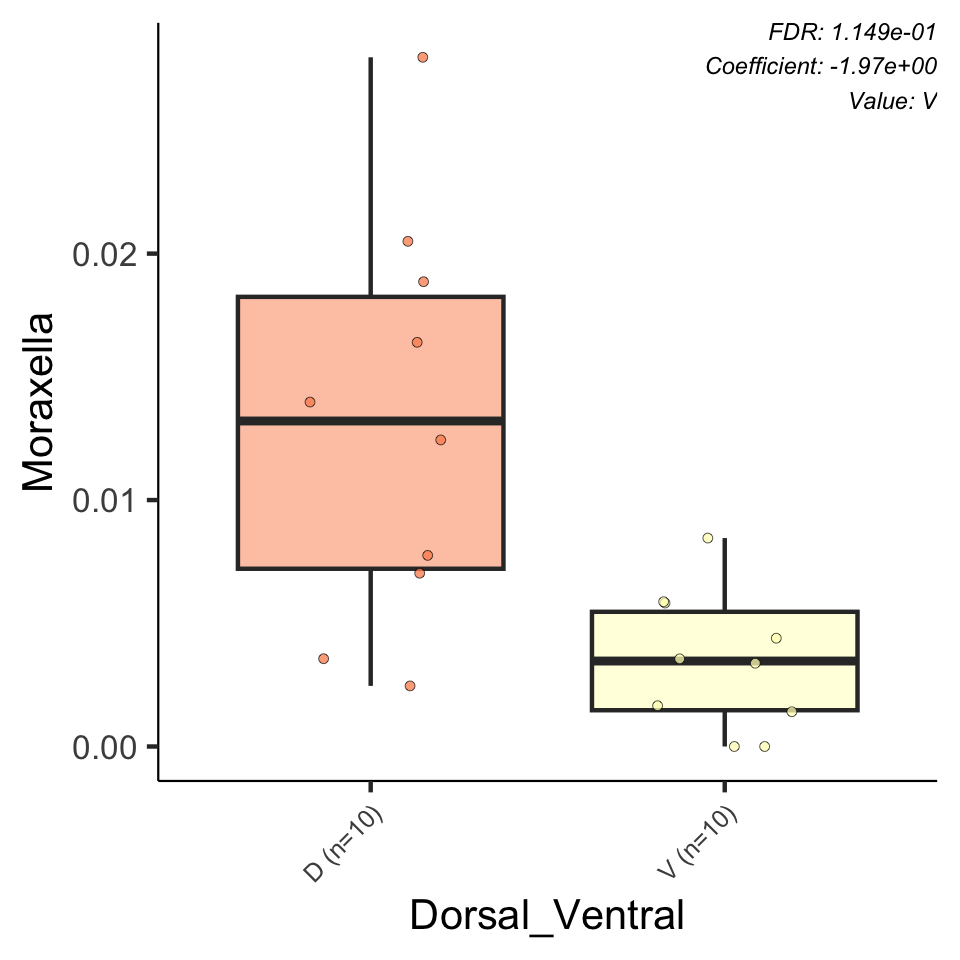 FDR: 1.149e-01
Coefficient: -1.97e+00
Value: V
Moraxella
0.02
0.01
0.00
D (n=10)
V (n=10)
Dorsal_Ventral